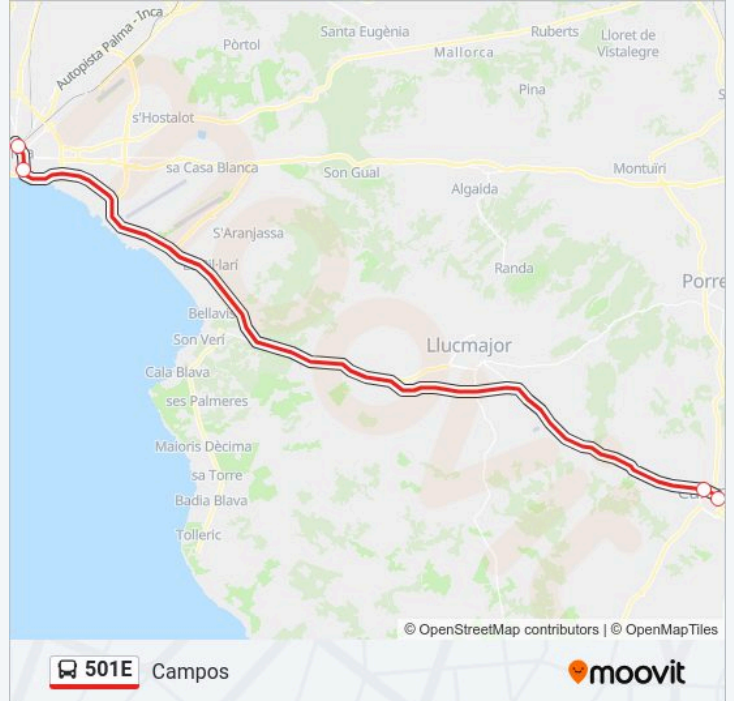 Santa Eugènia
Ruberts
Lloret de
Vistalegre
Pòrtol
Mallorca
Autopista Palma - Inca
Pina
s'Hostalot
sa Casa Blanca
Son Gual
Montuïri
Algaida
S'Aranjassa
Randa
Porre
Bellavis
Son Verí
Llucmajor
Cala Blava
ses Palmeres
Maioris Dècima
sa Torre
Badia Blava
Tolleric
© OpenStreetMap contributors | © OpenMapTiles
501E Campos
moovit